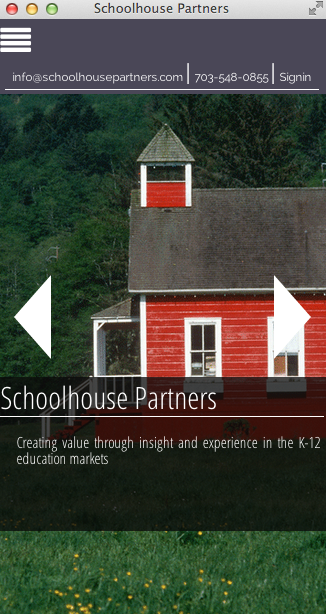 Schoolhouse Partners
info@schoolhousepartners.com | 703-548-0855 | Signin
Schoolhouse Partners
Creating value through insight and experience in the K-12
education markets